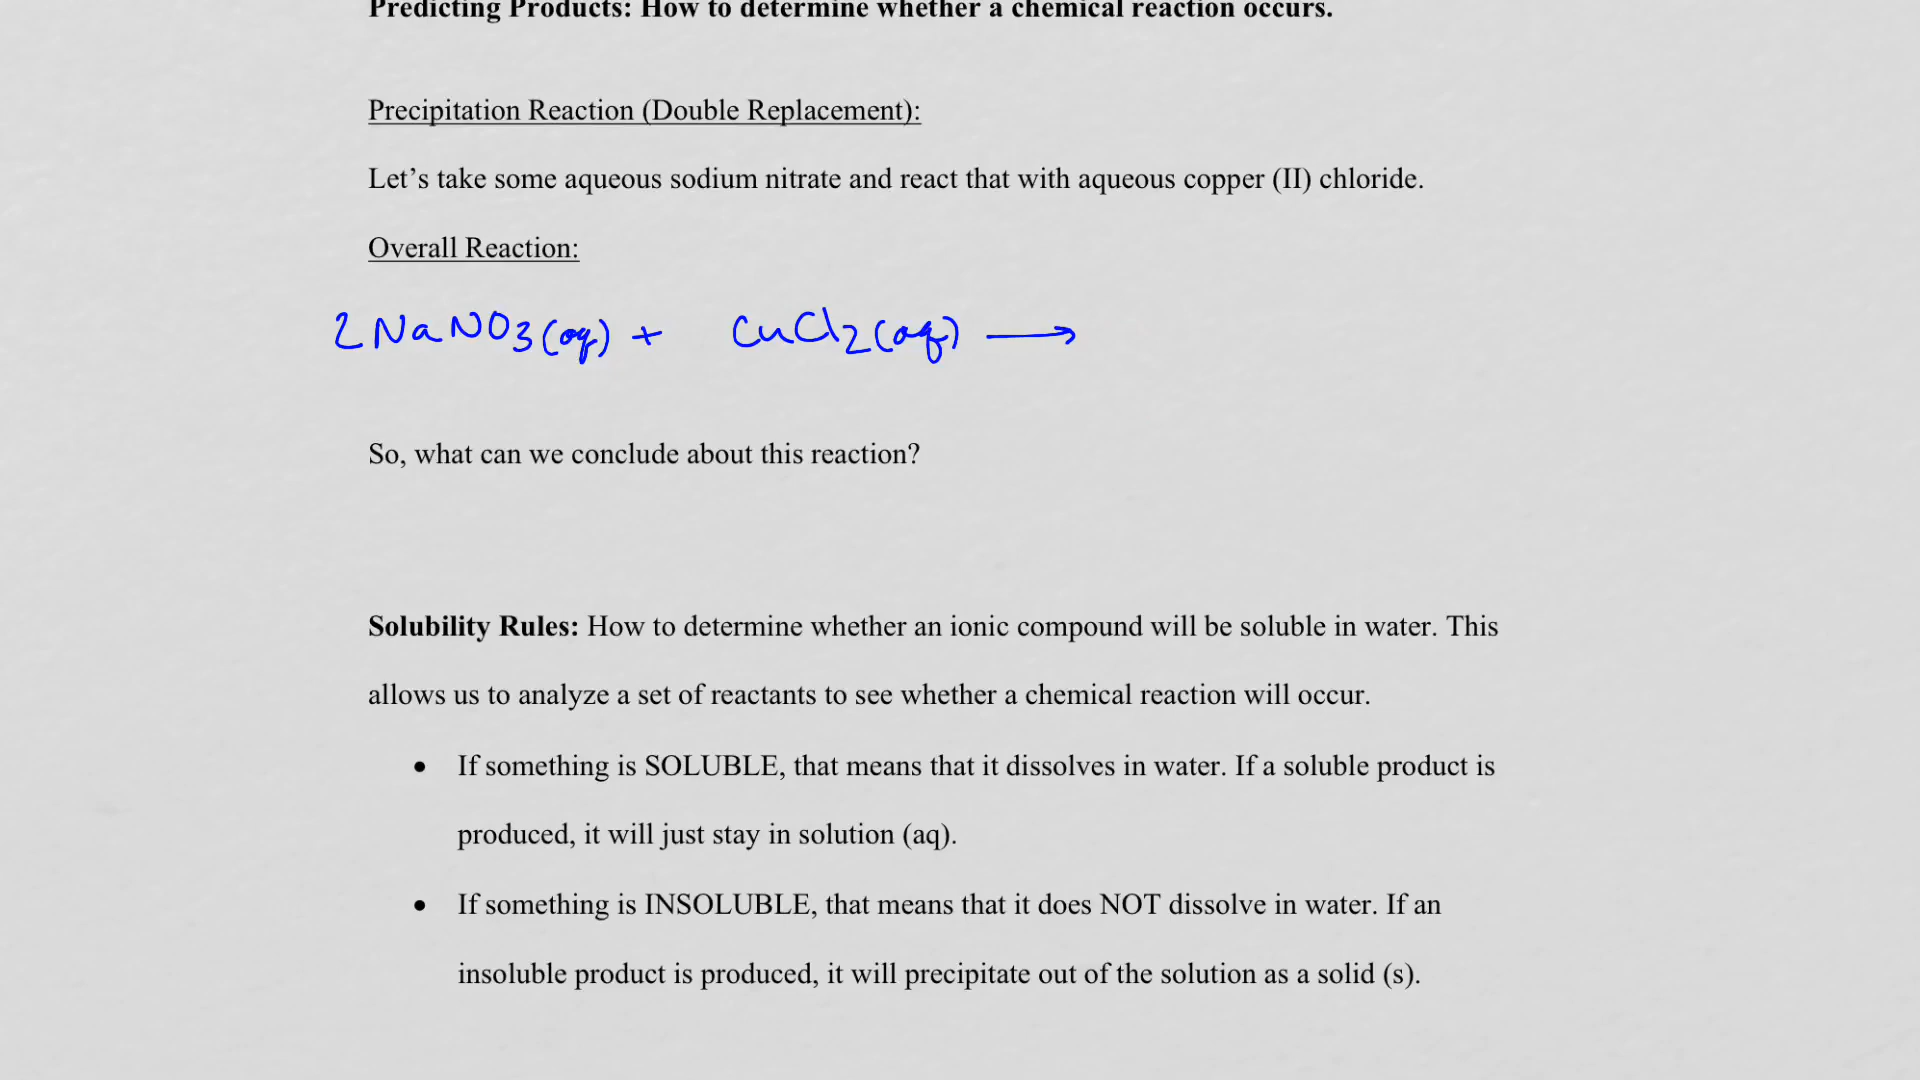 Predicting Products: How to determine whether a chemical reaction occurs.
Precipitation Reaction (Double Replacement):
Let’s take some aqueous sodium nitrate and react that with aqueous copper (II) chloride.
Overall Reaction:
2 NaNO3(aq) + CuCl2(aq) ⟶
So, what can we conclude about this reaction?
Solubility Rules: How to determine whether an ionic compound will be soluble in water. This
allows us to analyze a set of reactants to see whether a chemical reaction will occur.
• If something is SOLUBLE, that means that it dissolves in water. If a soluble product is
produced, it will just stay in solution (aq).
• If something is INSOLUBLE, that means that it does NOT dissolve in water. If an
insoluble product is produced, it will precipitate out of the solution as a solid (s).